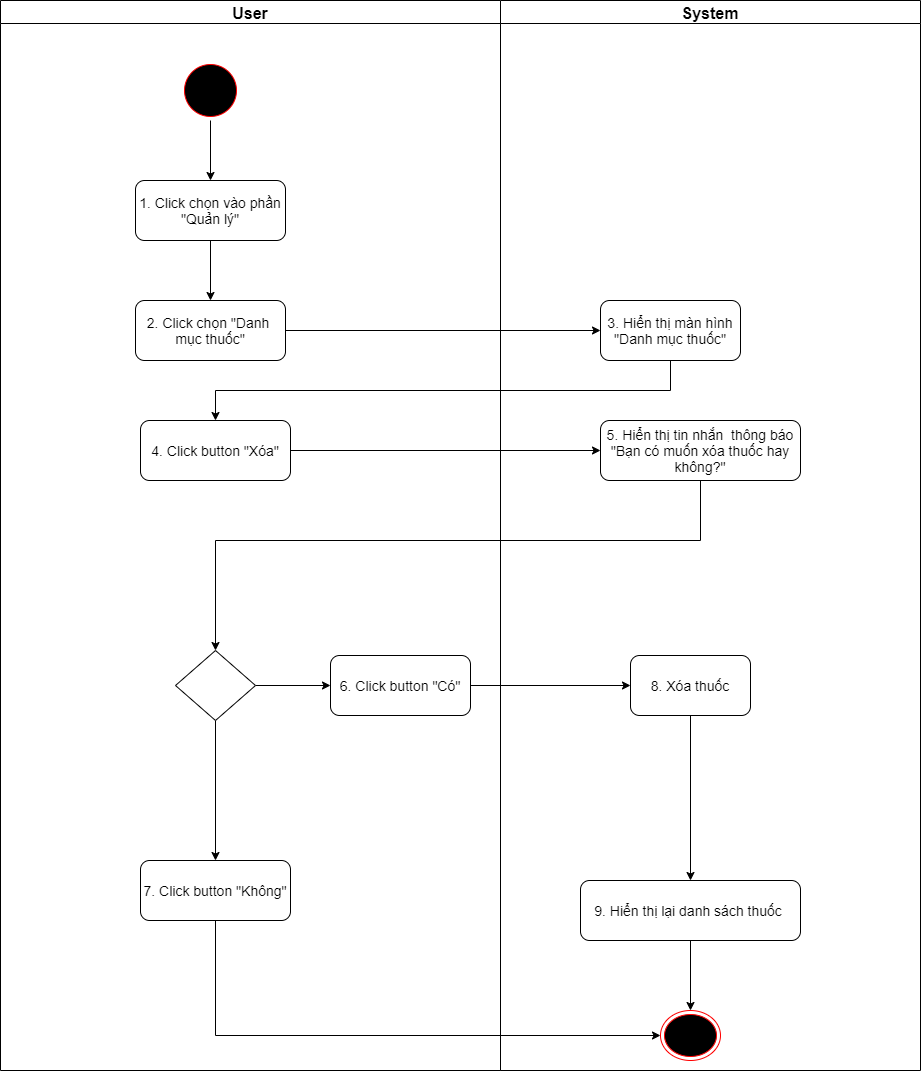 User
System
1. Click chọn vào phần
"Quản lý"
2. Click chọn "Danh
mục thuốc"
3. Hiển thị màn hình
"Danh mục thuốc"
4. Click button "Xóa"
5. Hiển thị tin nhắn  thông báo
"Bạn có muốn xóa thuốc hay
không?"
6. Click button "Có"
8. Xóa thuốc
7. Click button "Không"
9. Hiển thị lại danh sách thuốc